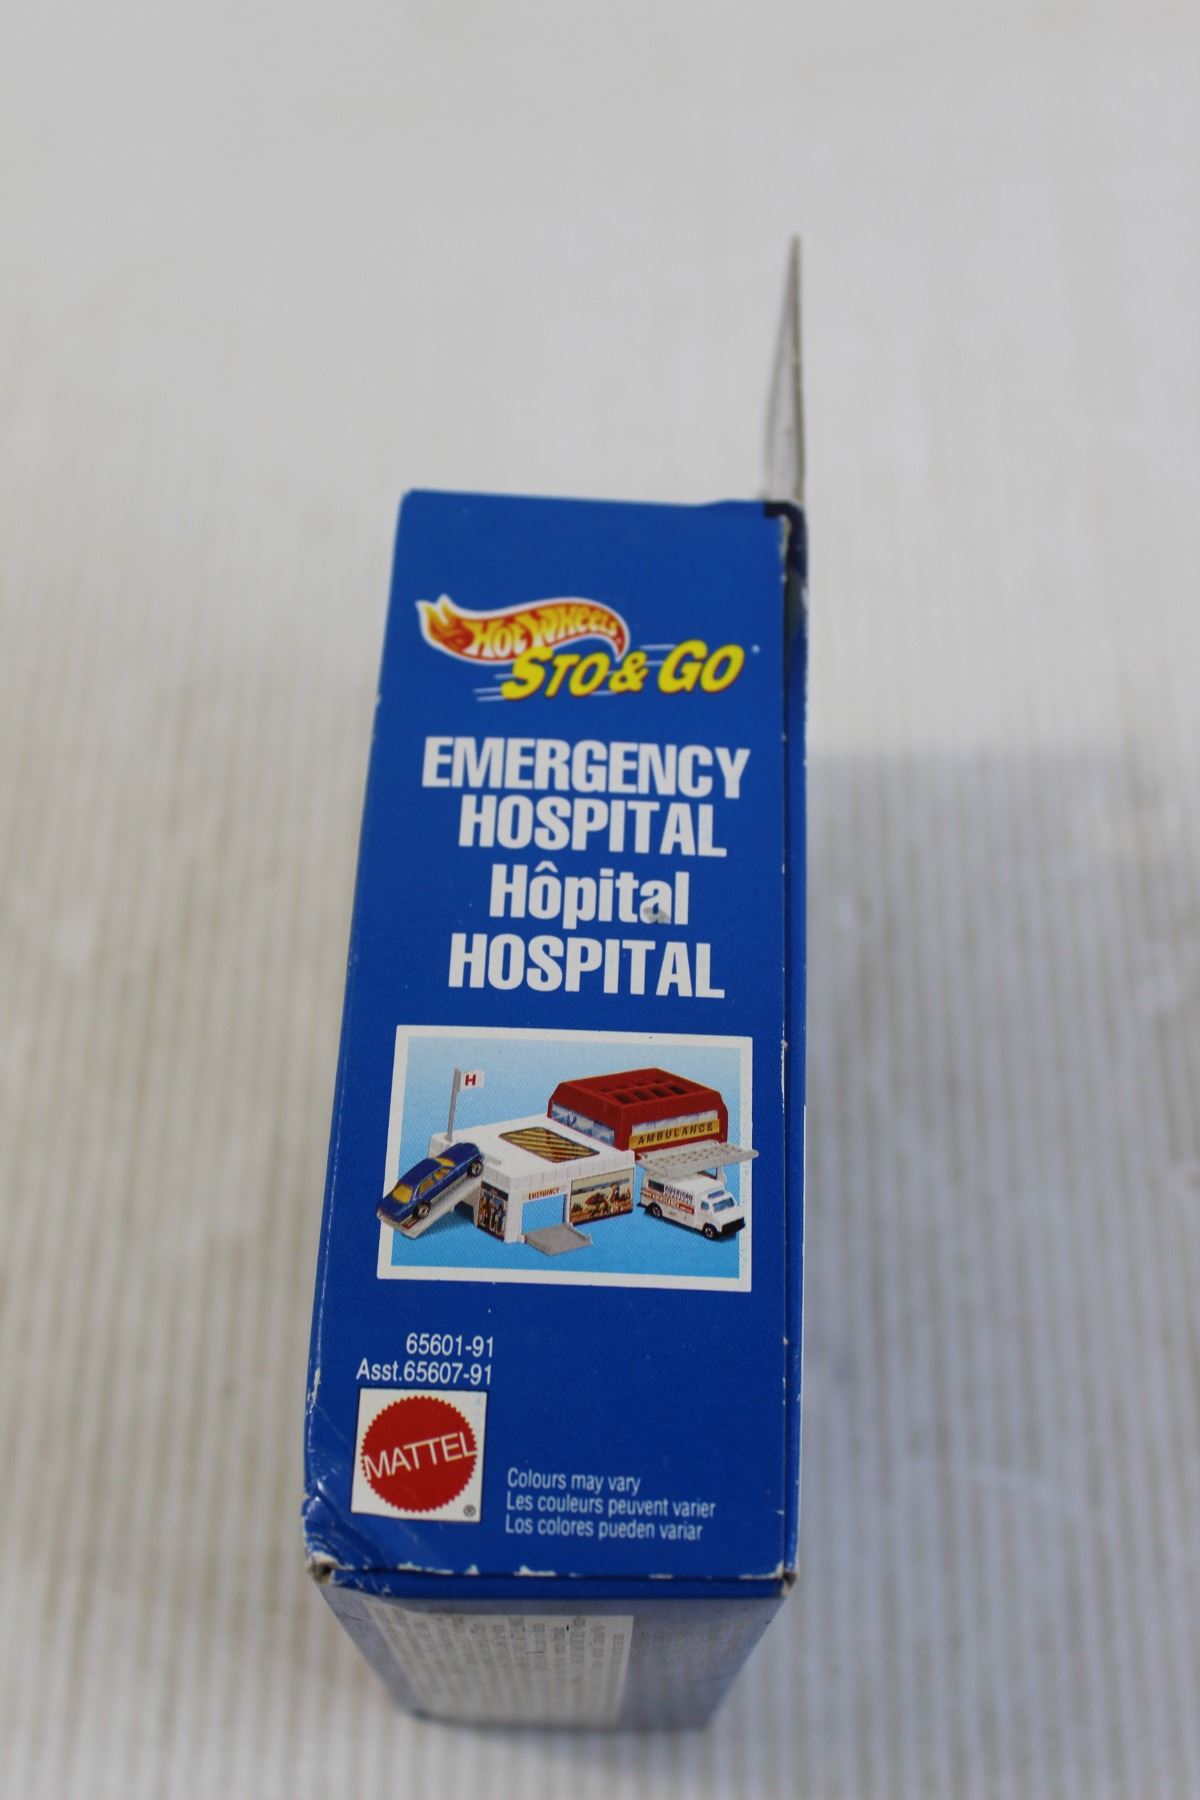 Hot Wheels
STO & GO
EMERGENCY
HOSPITAL
Hôpital
HOSPITAL
H
AMBULANCE
EMERGENCY
65601-91
Asst.65607-91
MATTEL
®
Colours may vary
Les couleurs peuvent varier
Los colores pueden variar